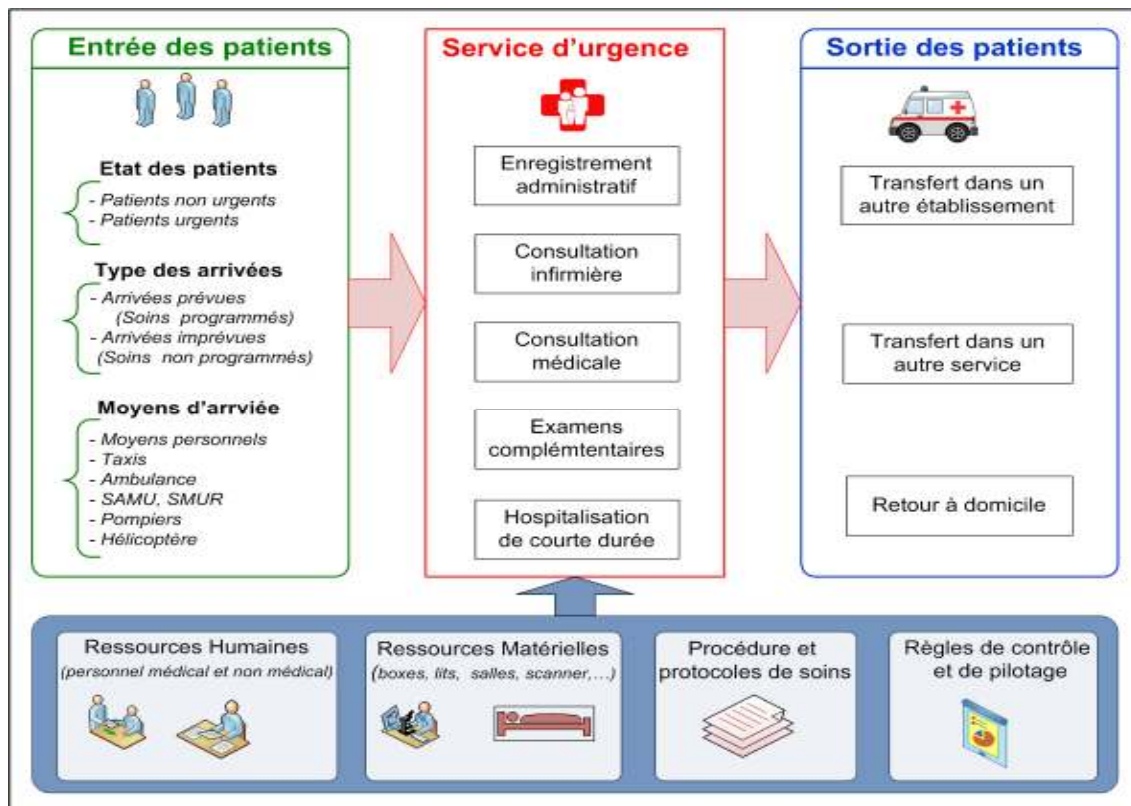 Entrée des patients
Etat des patients
- Patients non urgents
- Patients urgents
Type des arrivées
- Arrivées prévues
(Soins programmés)
- Arrivées imprévues
(Soins non programmés)
Moyens d'arrviée
- Moyens personnels
- Taxis
- Ambulance
- SAMU, SMUR
- Pompiers
- Hélicoptère
Service d'urgence
Enregistrement
administratif
Consultation
infirmière
Consultation
médicale
Examens
complémtentaires
Hospitalisation
de courte durée
Sortie des patients
Transfert dans un
autre établissement
Transfert dans un
autre service
Retour à domicile
Ressources Humaines
(personnel médical et non médical)
Ressources Matérielles
(boxes, lits, salles, scanner,...)
Procédure et
protocoles de soins
Règles de contrôle
et de pilotage